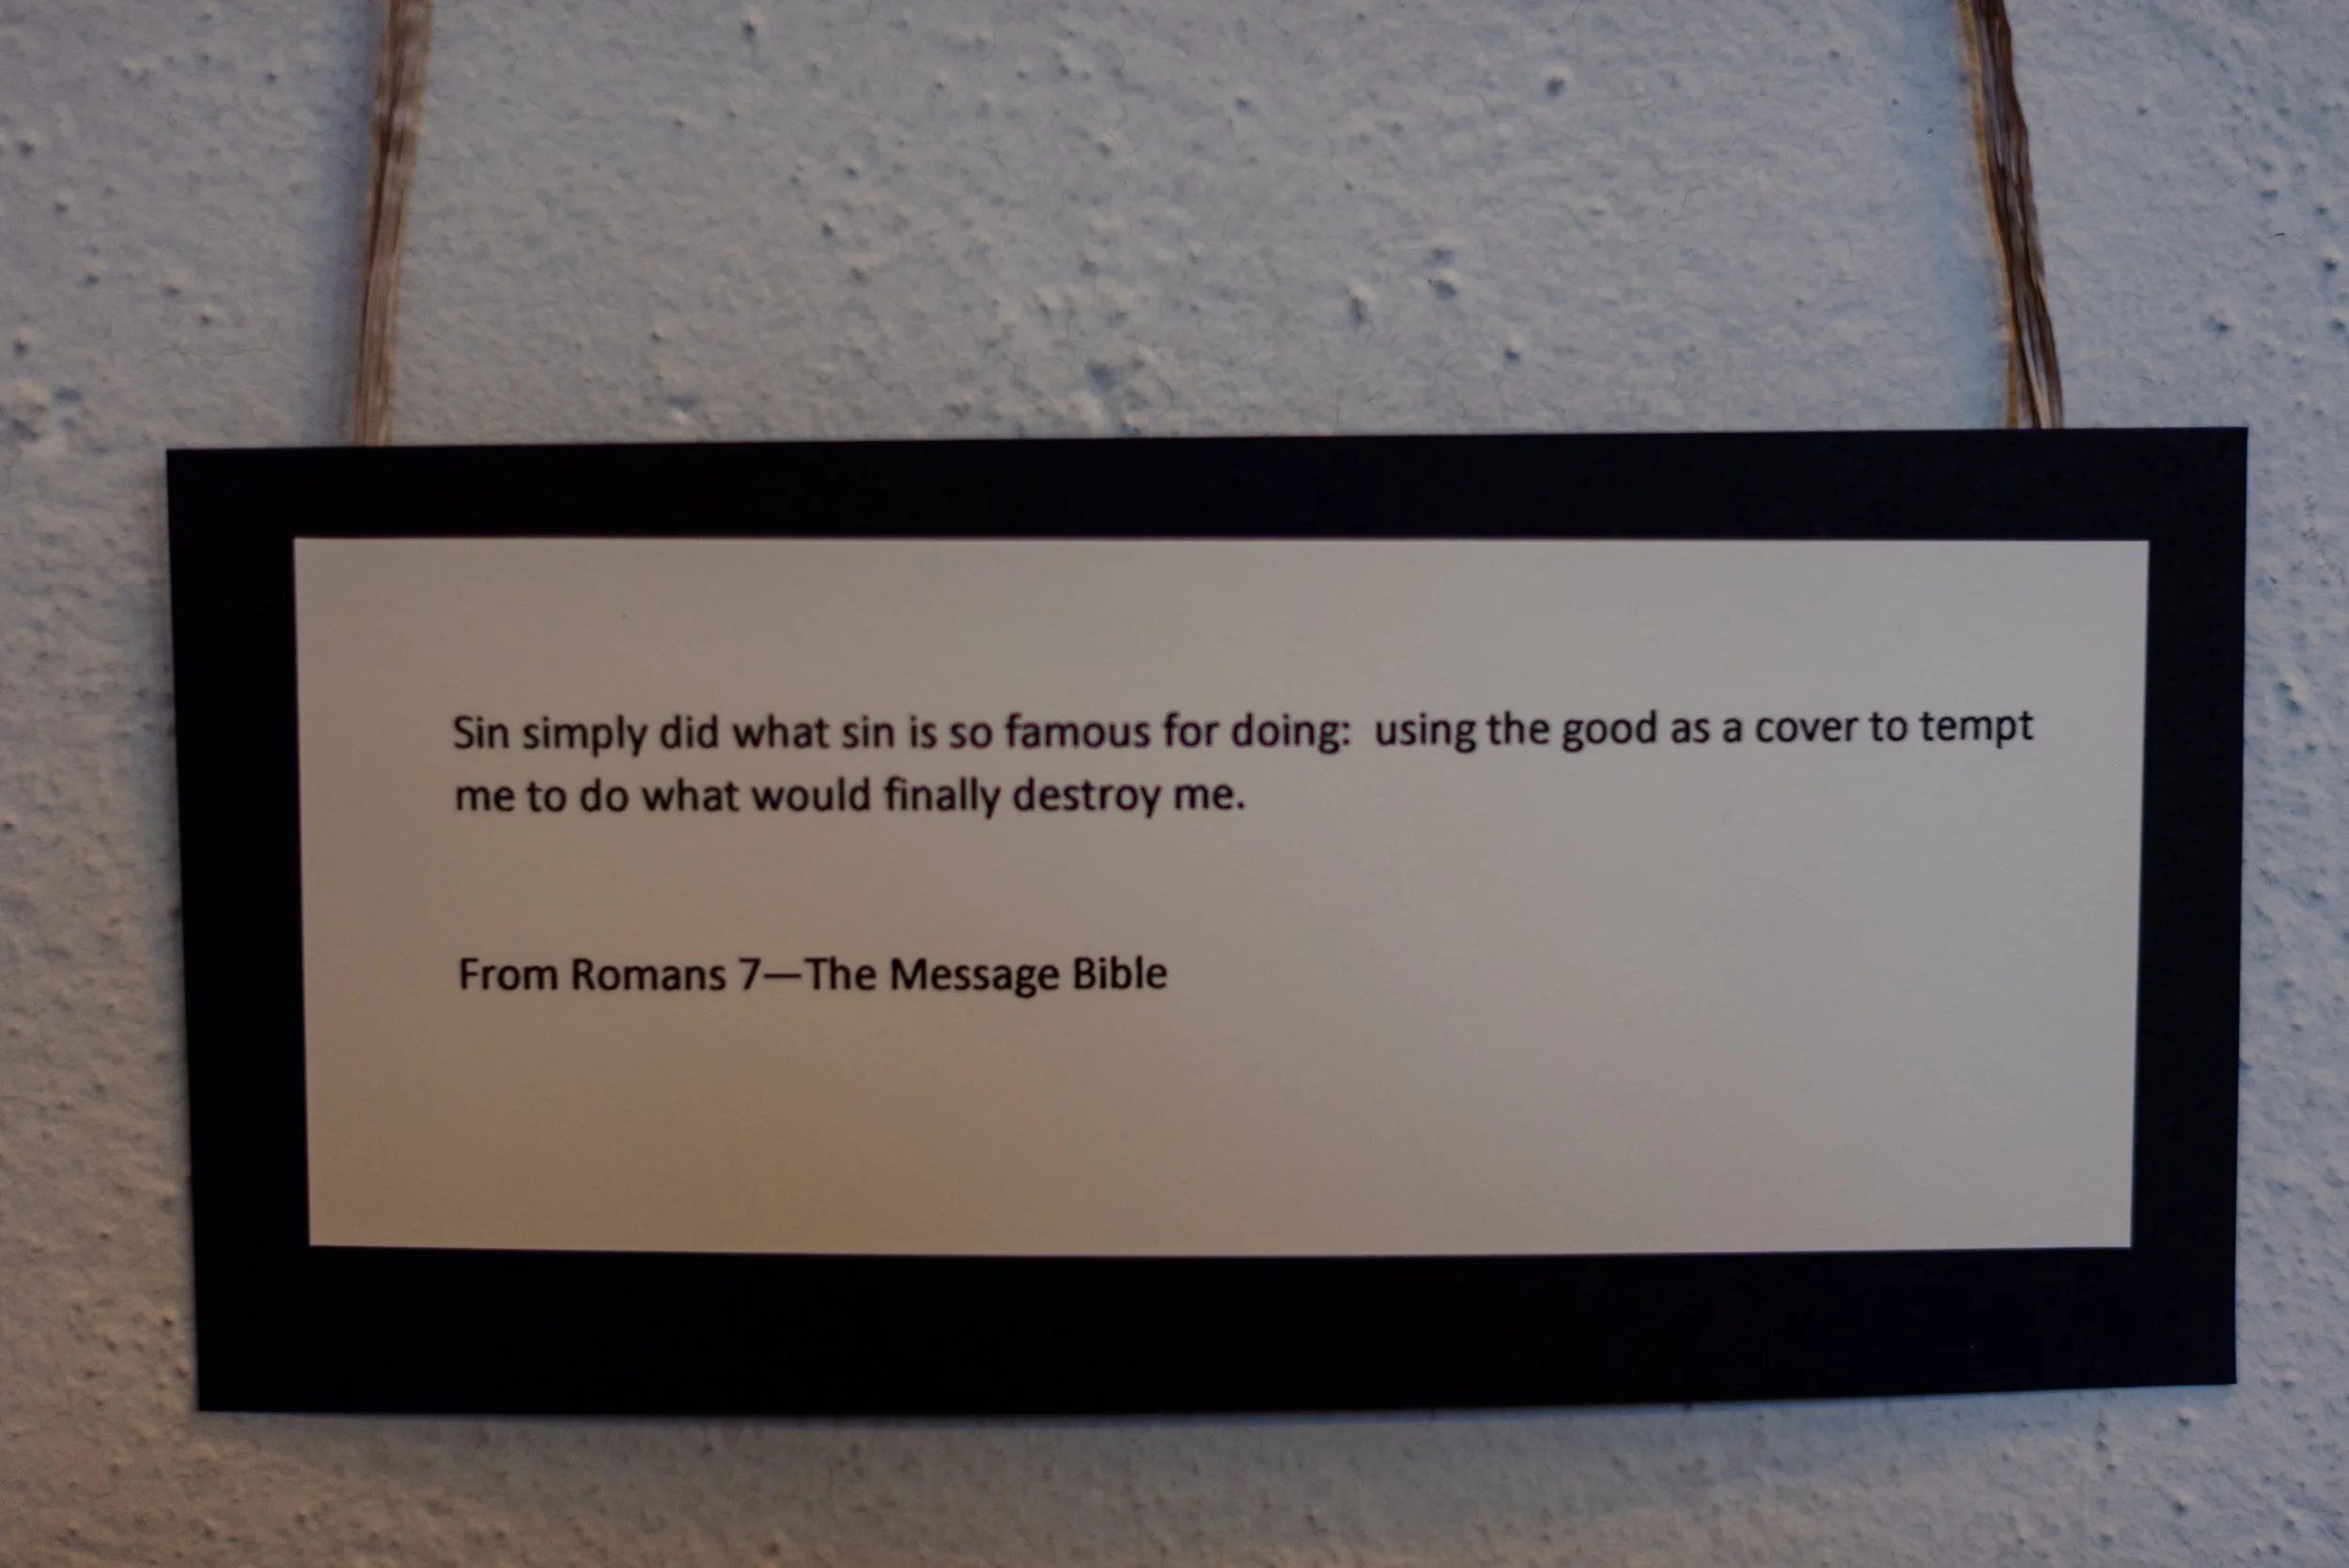 Sin simply did what sin is so famous for doing:  using the good as a cover to tempt
me to do what would finally destroy me.
From Romans 7—The Message Bible